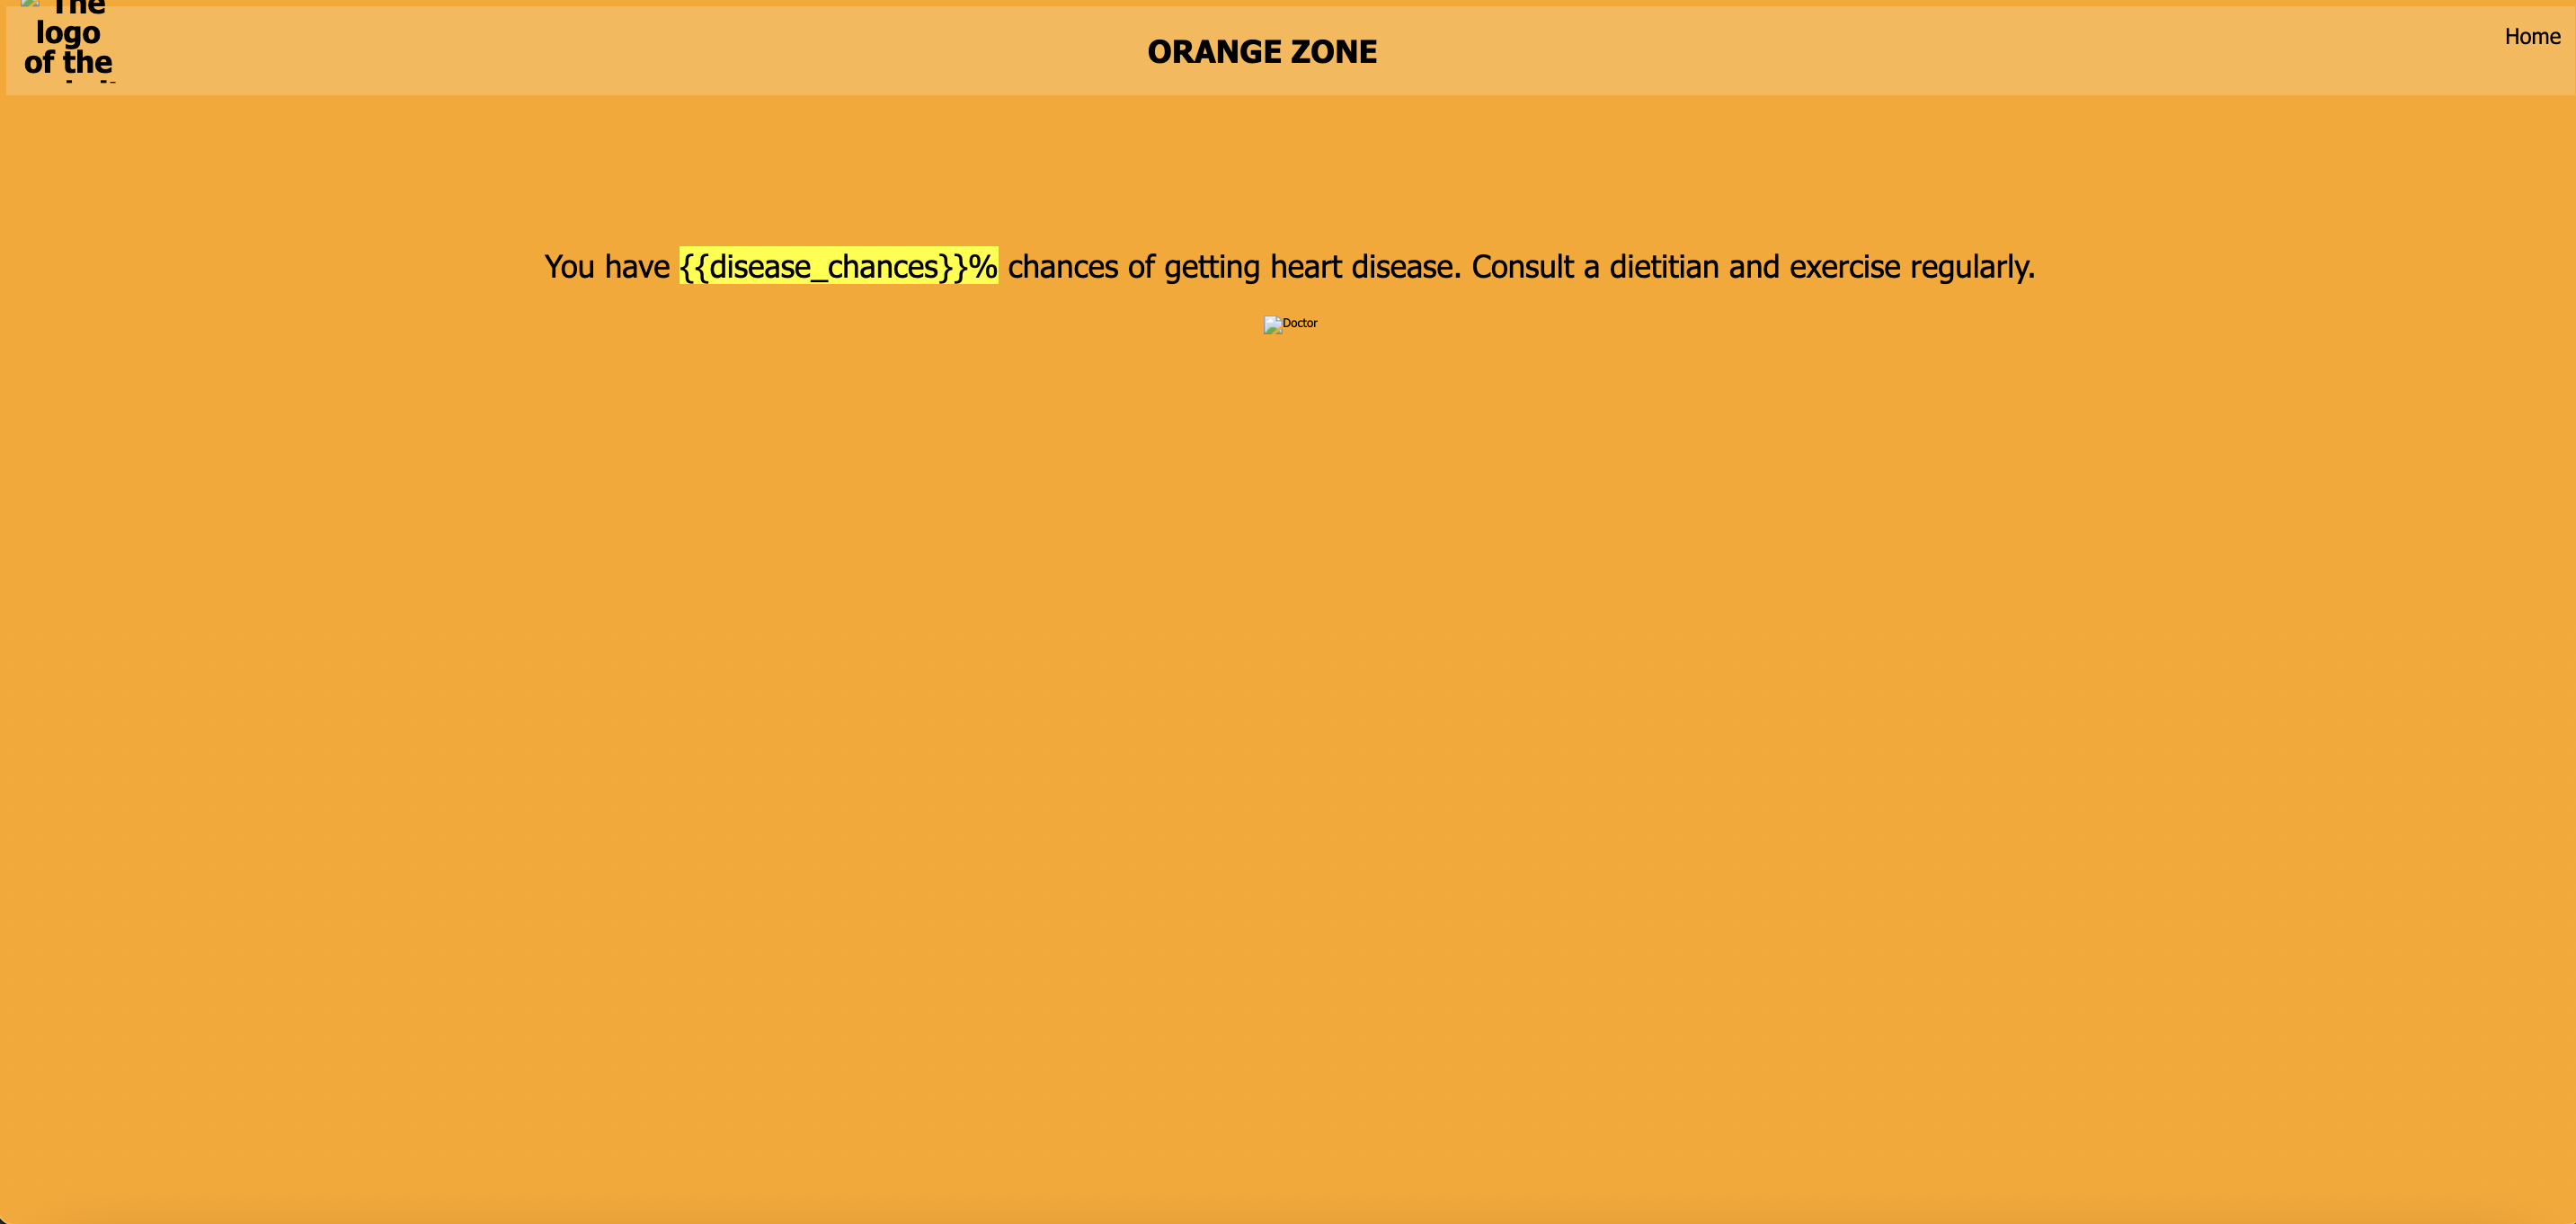 The
logo
of the
ORANGE ZONE
Home
You have {{disease_chances}}% chances of getting heart disease. Consult a dietitian and exercise regularly.
Doctor